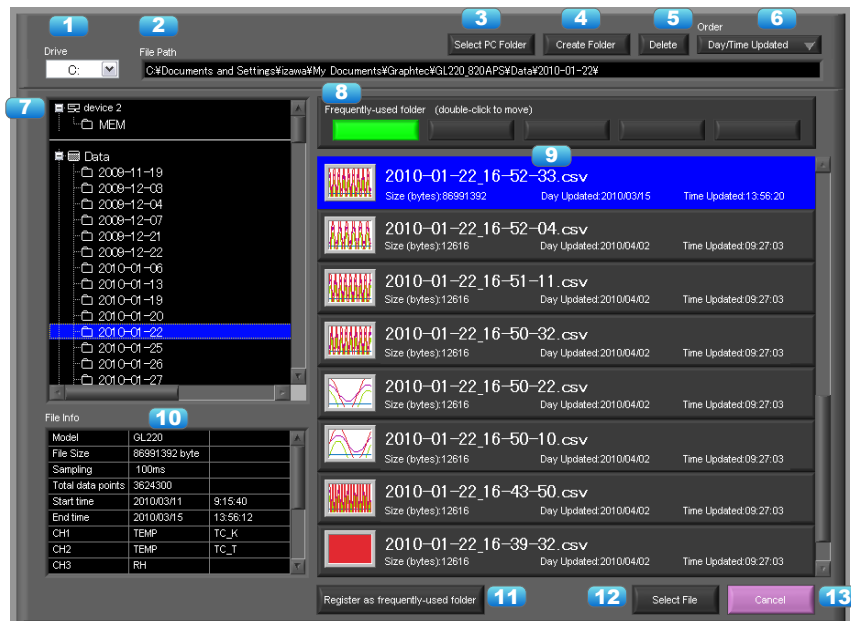 1 2 3 4 5 6
Order
Drive File Path Select PC Folder Create Folder Delete Day/Time Updated
C: C:¥Documents and Settings¥izawa¥My Documents¥Graphtec¥GL220_820APS¥Data¥2010-01-22¥
7 8
device 2
MEM
Data
2009-11-19
2009-12-03
2009-12-04
2009-12-07
2009-12-21
2009-12-22
2010-01-06
2010-01-13
2010-01-19
2010-01-20
2010-01-22
2010-01-25
2010-01-26
2010-01-27
Frequently-used folder (double-click to move)
9
2010-01-22_16-52-33.csv
Size (bytes):86991392 Day Updated:2010/03/15 Time Updated:13:56:20
2010-01-22_16-52-04.csv
Size (bytes):12616 Day Updated:2010/04/02 Time Updated:09:27:03
2010-01-22_16-51-11.csv
Size (bytes):12616 Day Updated:2010/04/02 Time Updated:09:27:03
2010-01-22_16-50-32.csv
Size (bytes):12616 Day Updated:2010/04/02 Time Updated:09:27:03
2010-01-22_16-50-22.csv
Size (bytes):12616 Day Updated:2010/04/02 Time Updated:09:27:03
2010-01-22_16-50-10.csv
Size (bytes):12616 Day Updated:2010/04/02 Time Updated:09:27:03
2010-01-22_16-43-50.csv
Size (bytes):12616 Day Updated:2010/04/02 Time Updated:09:27:03
2010-01-22_16-39-32.csv
Size (bytes):12616 Day Updated:2010/04/02 Time Updated:09:27:03
File Info 10
Model GL220
File Size 86991392 byte
Sampling 100ms
Total data points 3624300
Start time 2010/03/11 9:15:40
End time 2010/03/15 13:56:12
CH1 TEMP TC_K
CH2 TEMP TC_T
CH3 RH
Register as frequently-used folder 11 12 Select File Cancel 13